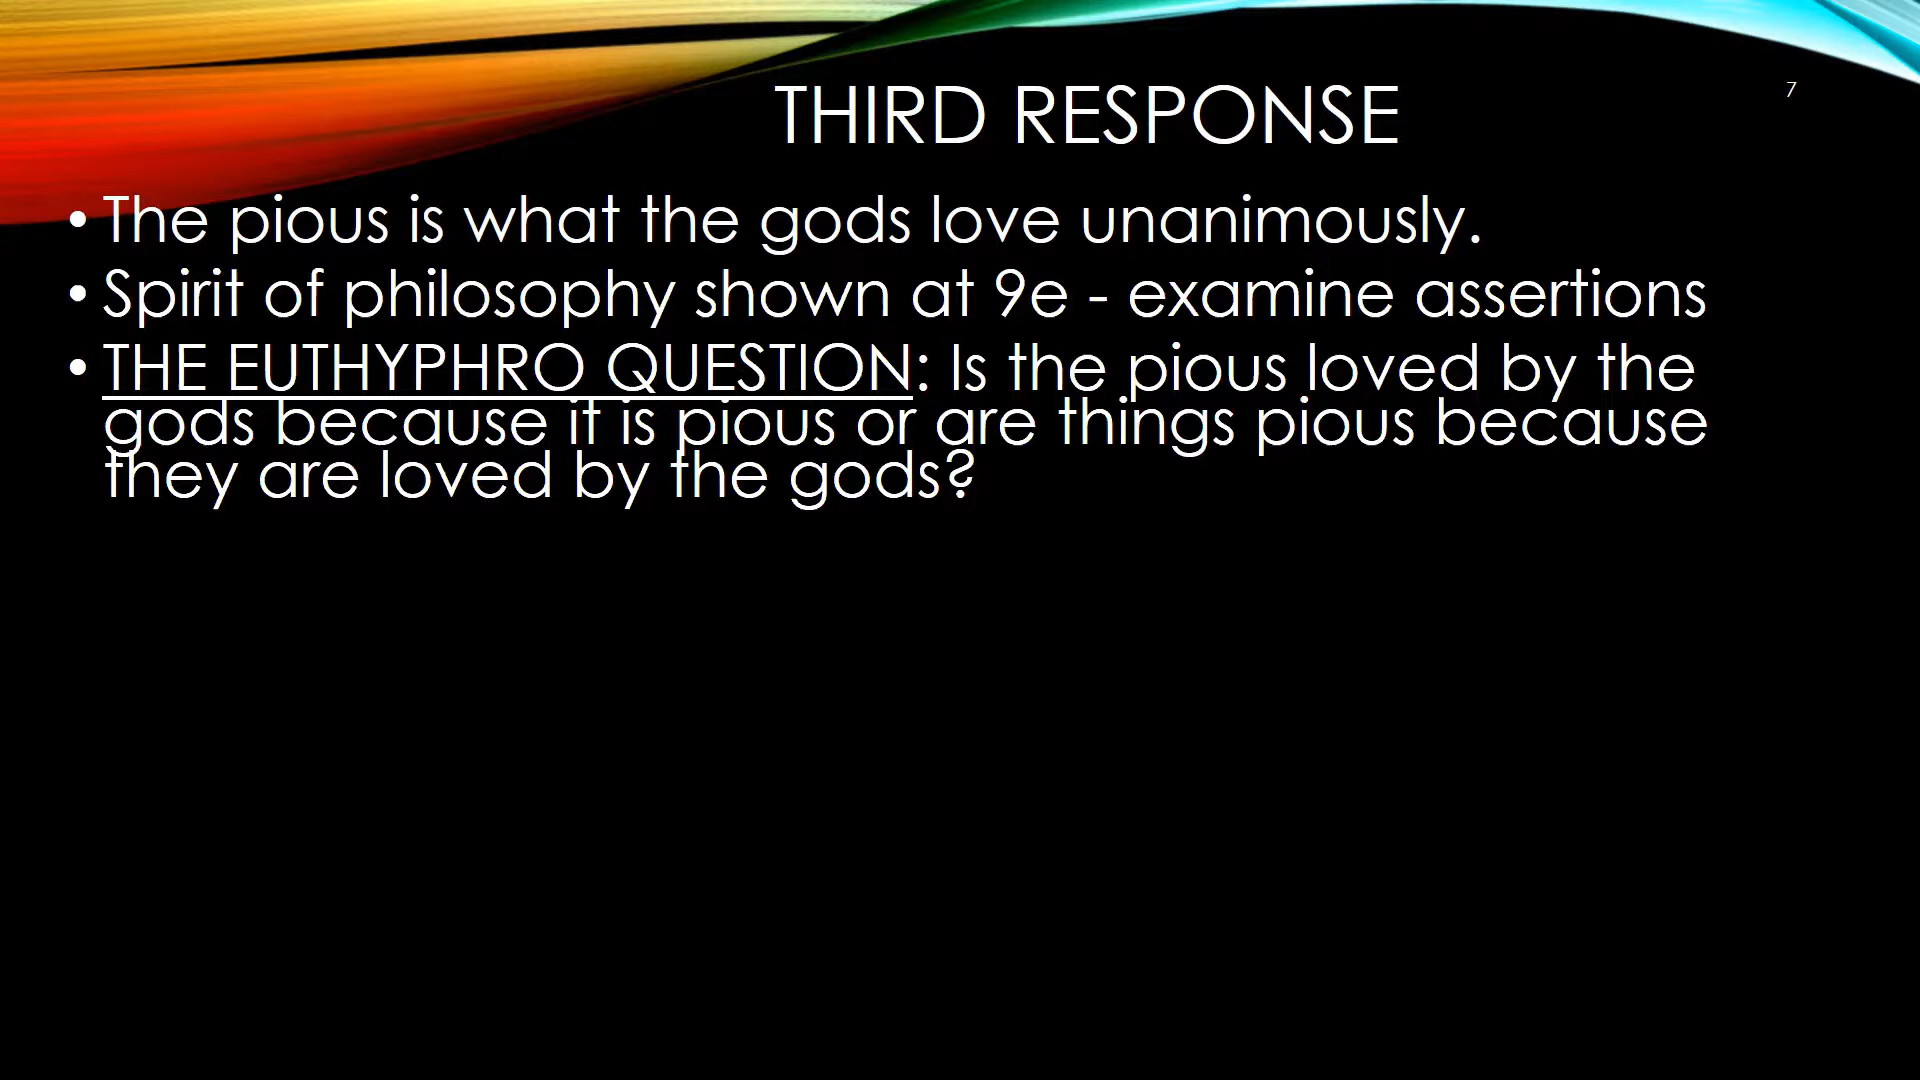 THIRD RESPONSE
7
• The pious is what the gods love unanimously.
• Spirit of philosophy shown at 9e - examine assertions
• THE EUTHYPHRO QUESTION: Is the pious loved by the
gods because it is pious or are things pious because
they are loved by the gods?